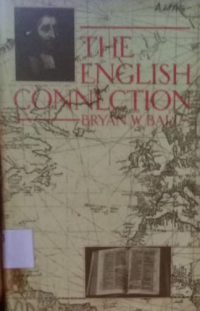 THE
ENGLISH
CONNECTION
BRYAN W. BALL